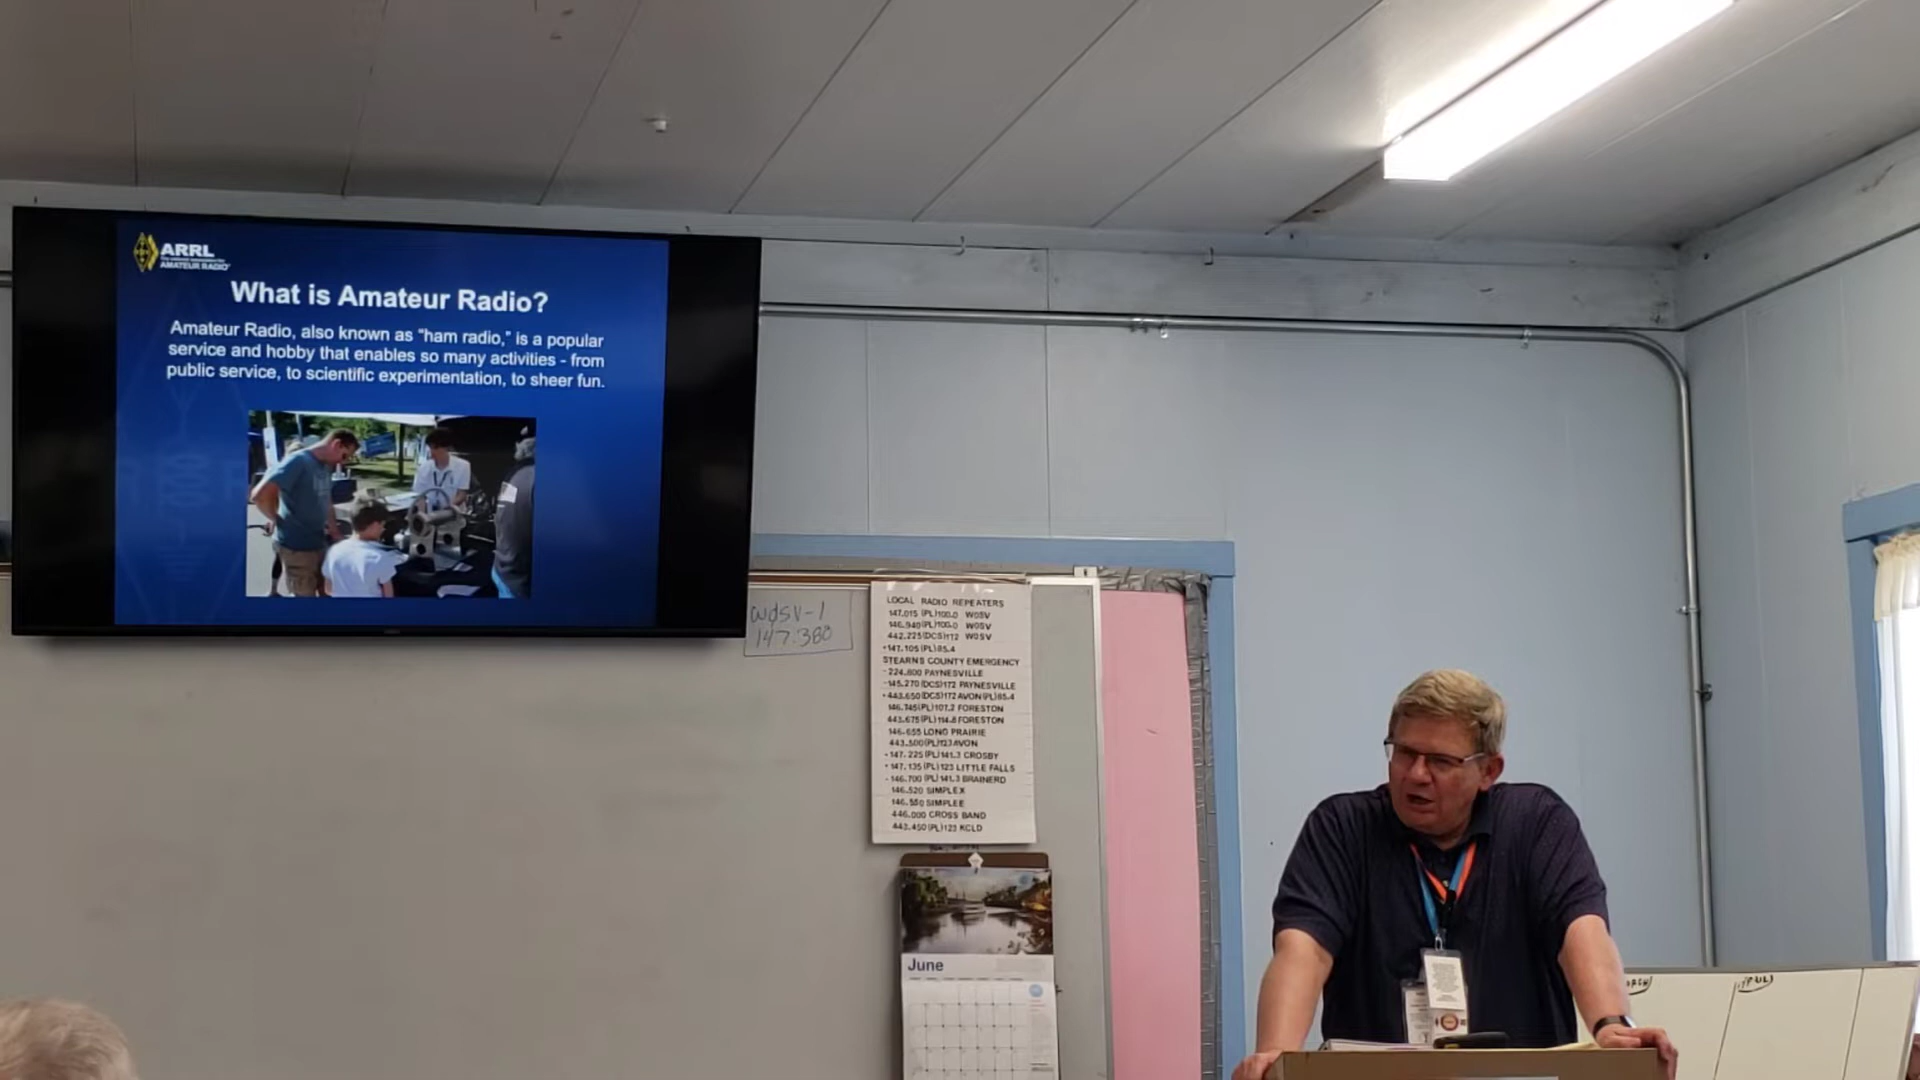 ARRL
AMATEUR RADIO
What is Amateur Radio?
Amateur Radio, also known as “ham radio,” is a popular
service and hobby that enables so many activities - from
public service, to scientific experimentation, to sheer fun.
WØSV-1
147.380
LOCAL RADIO REPEATERS
147.015 (PL)100.0 W0SV
146.940(PL)100.0 W0SV
442.225(DCS)172 W0SV
+147.105(PL)85.4
STEARNS COUNTY EMERGENCY
-224.800 PAYNESVILLE
-145.270(DCS)172 PAYNESVILLE
+443.650(DCS)172 AVON(PL)85.4
146.745(PL)107.2 FORESTON
443.675(PL)114.8 FORESTON
146.655 LONG PRAIRIE
443.500(PL)123 AVON
+147.225(PL)141.3 CROSBY
+147.135(PL)123 LITTLE FALLS
-146.700(PL)141.3 BRAINERD
146.520 SIMPLEX
146.550 SIMPLEE
446.000 CROSS BAND
443.450(PL)123 KCLD
June